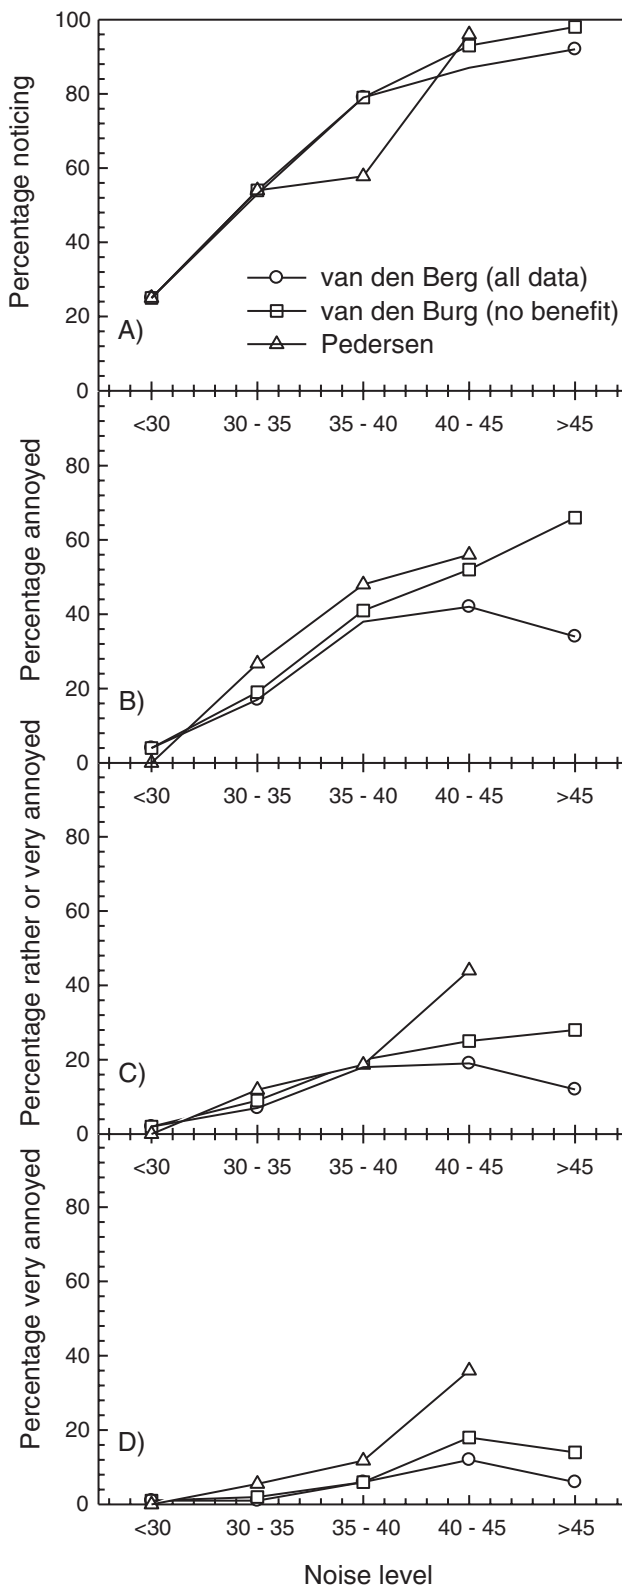 Percentage noticing
100
80
60
40
20
0
A)
van den Berg (all data)
van den Burg (no benefit)
Pedersen
<30
30 - 35
35 - 40
40 - 45
>45
Percentage annoyed
80
60
40
20
0
B)
<30
30 - 35
35 - 40
40 - 45
>45
Percentage rather or very annoyed
80
60
40
20
0
C)
<30
30 - 35
35 - 40
40 - 45
>45
Percentage very annoyed
80
60
40
20
0
D)
<30
30 - 35
35 - 40
40 - 45
>45
Noise level